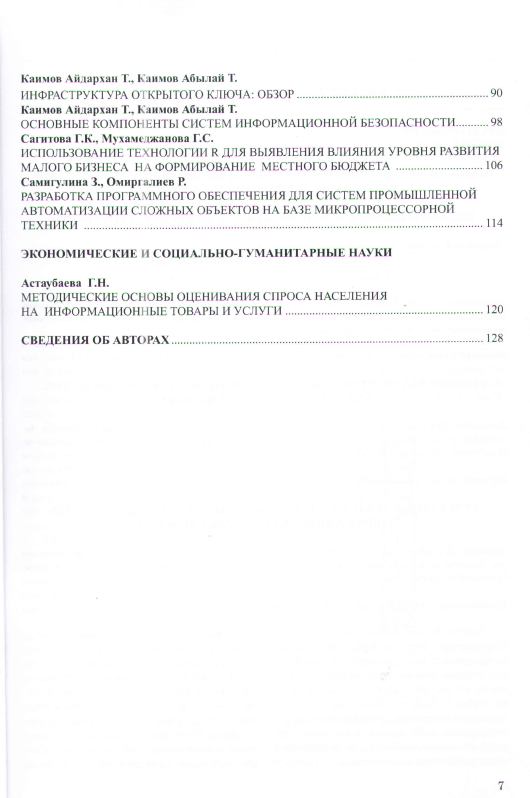 Каимов Айдархан Т., Каимов Абылай Т.
ИНФРАСТРУКТУРА ОТКРЫТОГО КЛЮЧА: ОБЗОР ........ 90
Каимов Айдархан Т., Каимов Абылай Т.
ОСНОВНЫЕ КОМПОНЕНТЫ СИСТЕМ ИНФОРМАЦИОННОЙ БЕЗОПАСНОСТИ........ 98
Сагитова Г.К., Мухамеджанова Г.С.
ИСПОЛЬЗОВАНИЕ ТЕХНОЛОГИИ R ДЛЯ ВЫЯВЛЕНИЯ ВЛИЯНИЯ УРОВНЯ РАЗВИТИЯ
МАЛОГО БИЗНЕСА НА ФОРМИРОВАНИЕ МЕСТНОГО БЮДЖЕТА ........ 106
Самигулина З., Омиргалиев Р.
РАЗРАБОТКА ПРОГРАММНОГО ОБЕСПЕЧЕНИЯ ДЛЯ СИСТЕМ ПРОМЫШЛЕННОЙ
АВТОМАТИЗАЦИИ СЛОЖНЫХ ОБЪЕКТОВ НА БАЗЕ МИКРОПРОЦЕССОРНОЙ
ТЕХНИКИ ........ 114
ЭКОНОМИЧЕСКИЕ И СОЦИАЛЬНО-ГУМАНИТАРНЫЕ НАУКИ
Астаубаева Г.Н.
МЕТОДИЧЕСКИЕ ОСНОВЫ ОЦЕНИВАНИЯ СПРОСА НАСЕЛЕНИЯ
НА ИНФОРМАЦИОННЫЕ ТОВАРЫ И УСЛУГИ ........ 120
СВЕДЕНИЯ ОБ АВТОРАХ ........ 128
7